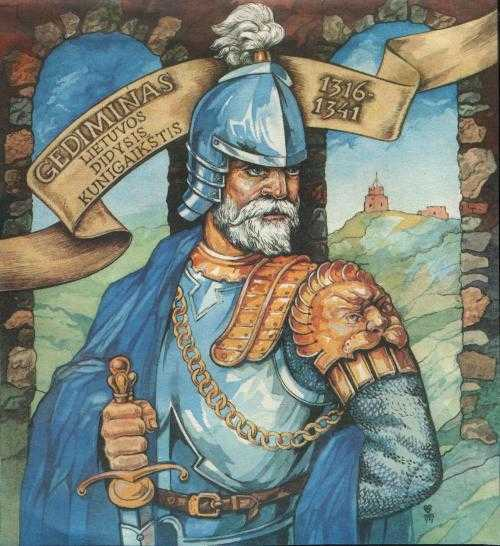 GEDIMINAS
LIETUVOS
DIDYSIS
KUNIGAIKŠTIS
1316-
1341